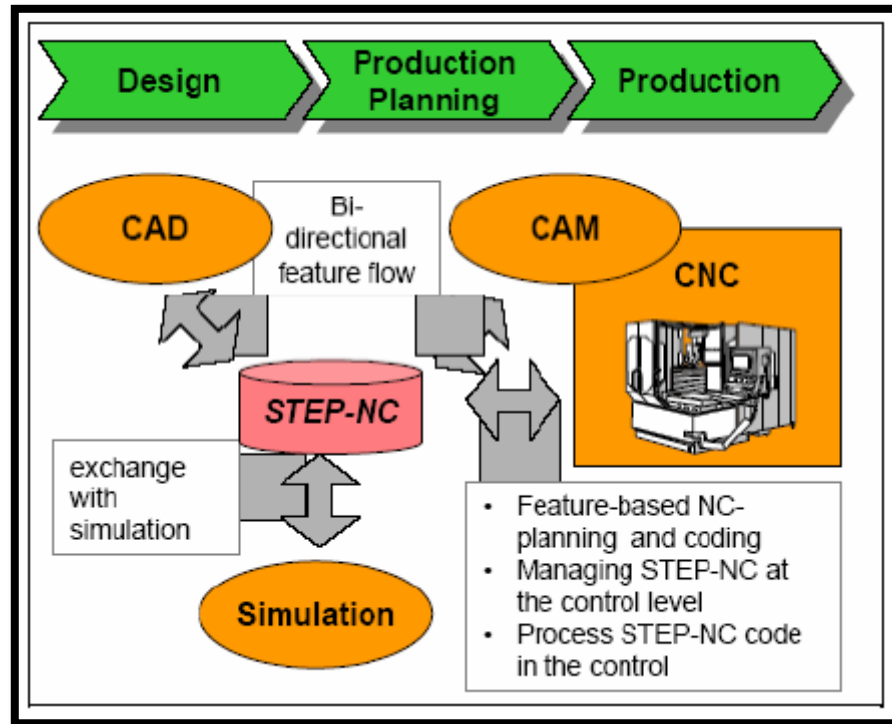 Design
Production
Planning
Production
CAD
Bi-
directional
feature flow
CAM
CNC
STEP-NC
exchange
with
simulation
Simulation
• Feature-based NC-
planning and coding
• Managing STEP-NC at
the control level
• Process STEP-NC code
in the control